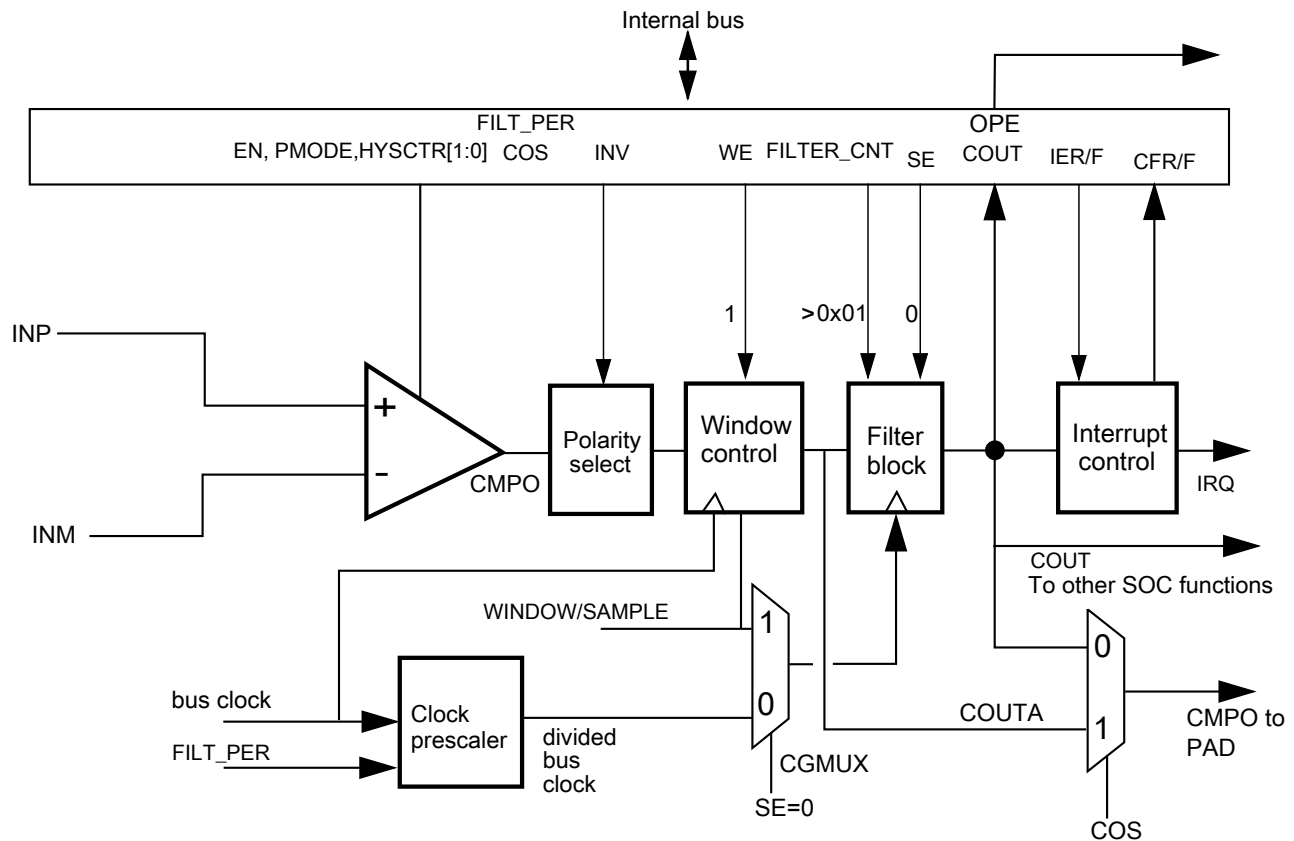 Internal bus
FILT_PER
OPE
EN, PMODE,HYSCTR[1:0]
COS
INV
WE
FILTER_CNT
SE
COUT
IER/F
CFR/F
1
>0x01
0
INP
+
-
INM
CMPO
Polarity
select
Window
control
Filter
block
Interrupt
control
IRQ
COUT
To other SOC functions
WINDOW/SAMPLE
1
0
CGMUX
SE=0
bus clock
FILT_PER
Clock
prescaler
divided
bus
clock
COUTA
0
1
CMPO to
PAD
COS